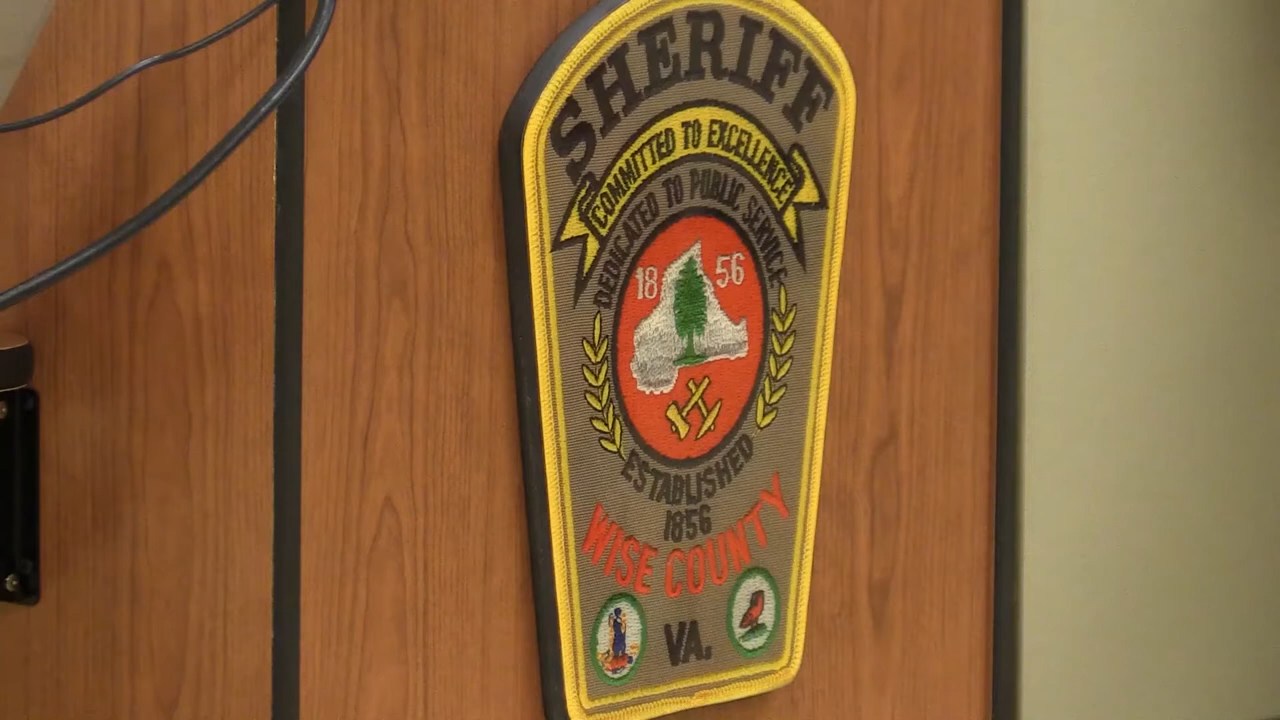 SHERIFF
COMMITTED TO EXCELLENCE
DEDICATED TO PUBLIC SERVICE
18 56
ESTABLISHED
1856
WISE COUNTY
VA.